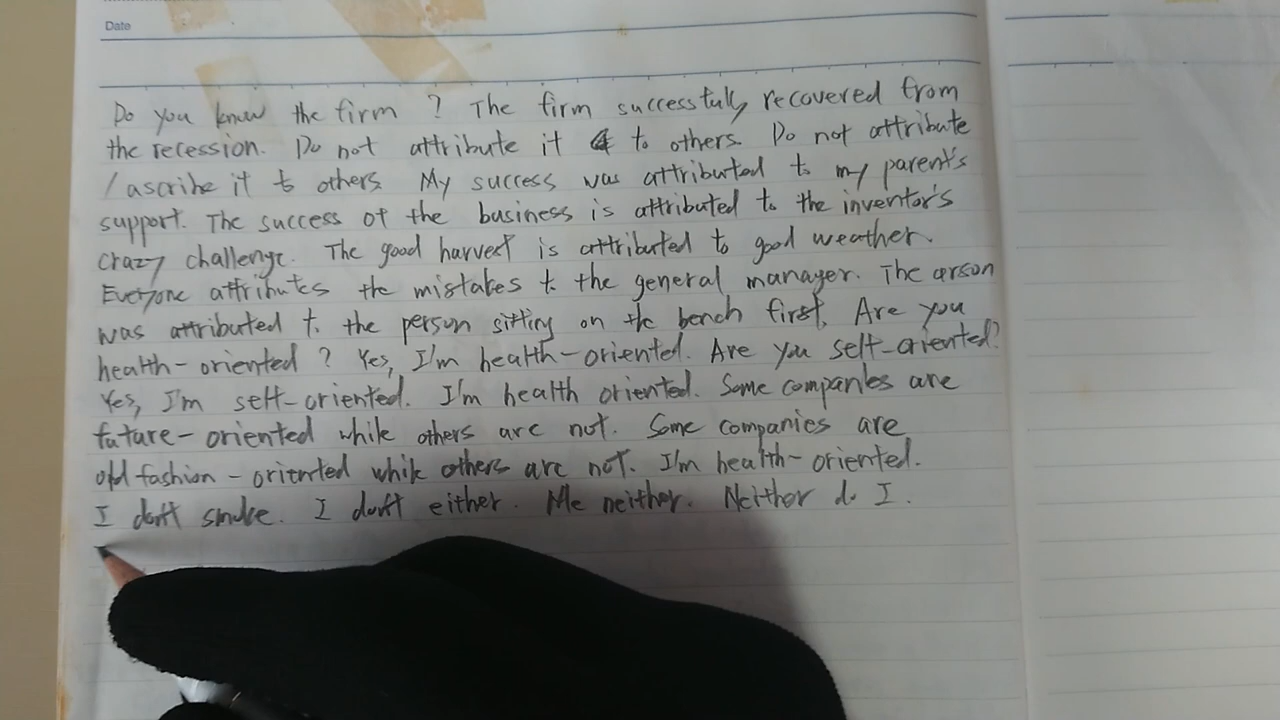 Date
Do you know the firm ? The firm successfully recovered from
the recession. Do not attribute it to others. Do not attribute
/ ascribe it to others. My success was attributed to my parent's
support. The success of the business is attributed to the inventor's
crazy challenge. The good harvest is attributed to good weather.
Everyone attributes the mistakes to the general manager. The arson
was attributed to the person sitting on the bench first. Are you
health-oriented ? Yes, I'm health-oriented. Are you self-oriented?
Yes, I'm self-oriented. I'm health oriented. Some companies are
future-oriented while others are not. Some companies are
old fashion-oriented while others are not. I'm health-oriented.
I don't smoke. I don't either. Me neither. Neither do I.